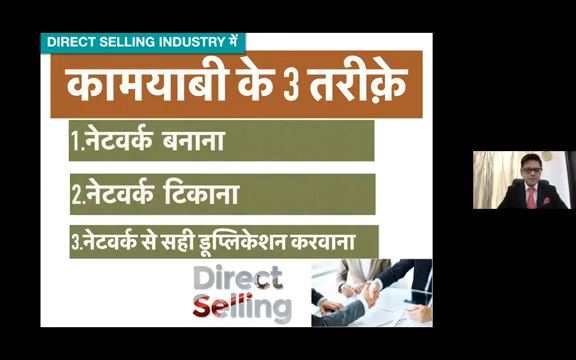 DIRECT SELLING INDUSTRY में
कामयाबी के 3 तरीक़े
1.नेटवर्क बनाना
2.नेटवर्क टिकाना
3.नेटवर्क से सही डूप्लिकेशन करवाना
Direct
Selling